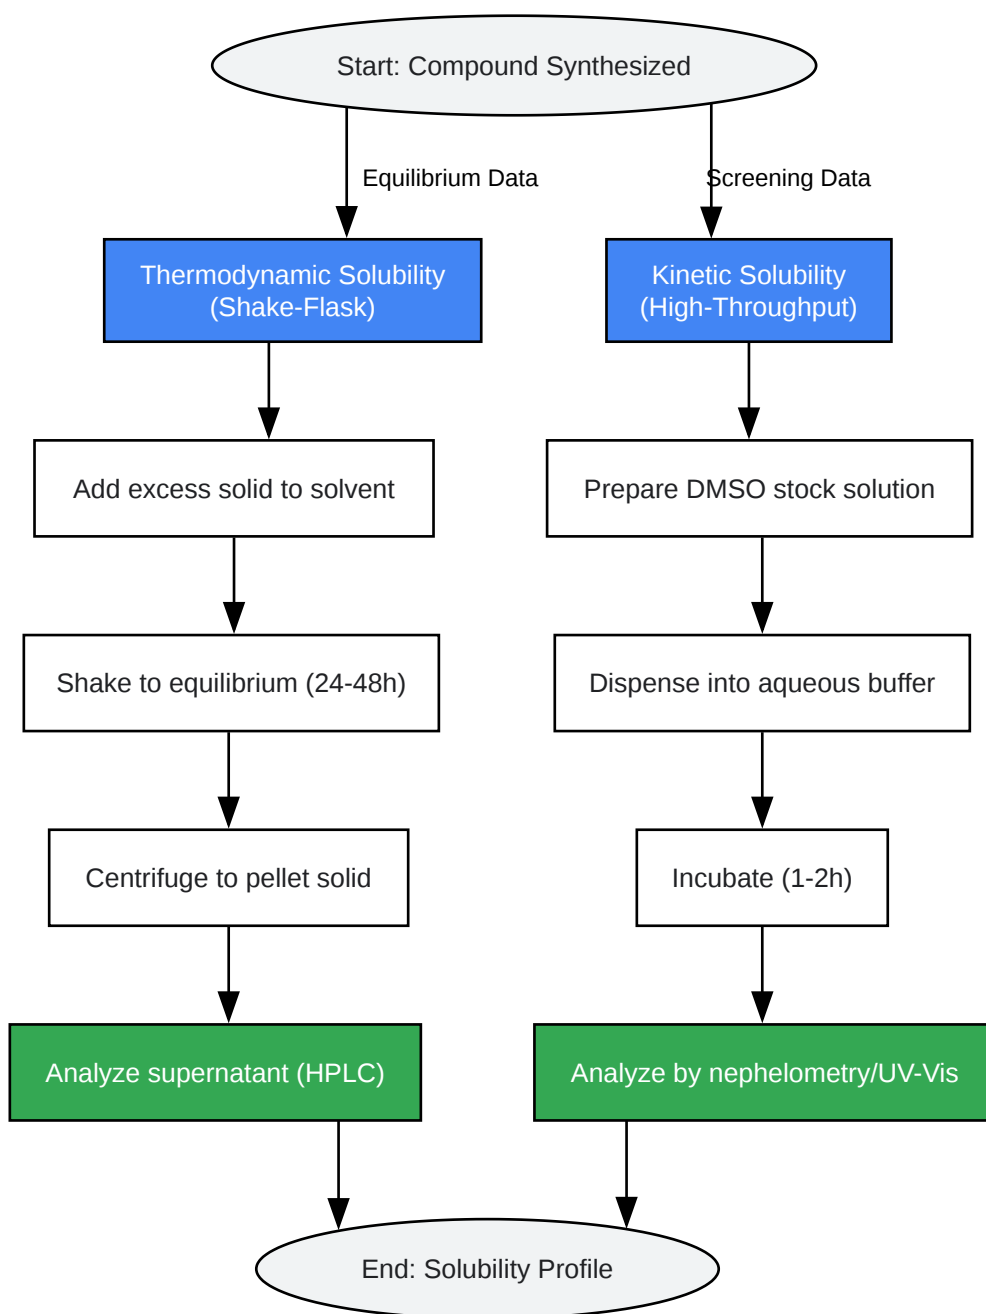 Start: Compound Synthesized
Equilibrium Data
Screening Data
Thermodynamic Solubility
(Shake-Flask)
Kinetic Solubility
(High-Throughput)
Add excess solid to solvent
Prepare DMSO stock solution
Shake to equilibrium (24-48h)
Dispense into aqueous buffer
Centrifuge to pellet solid
Incubate (1-2h)
Analyze supernatant (HPLC)
Analyze by nephelometry/UV-Vis
End: Solubility Profile